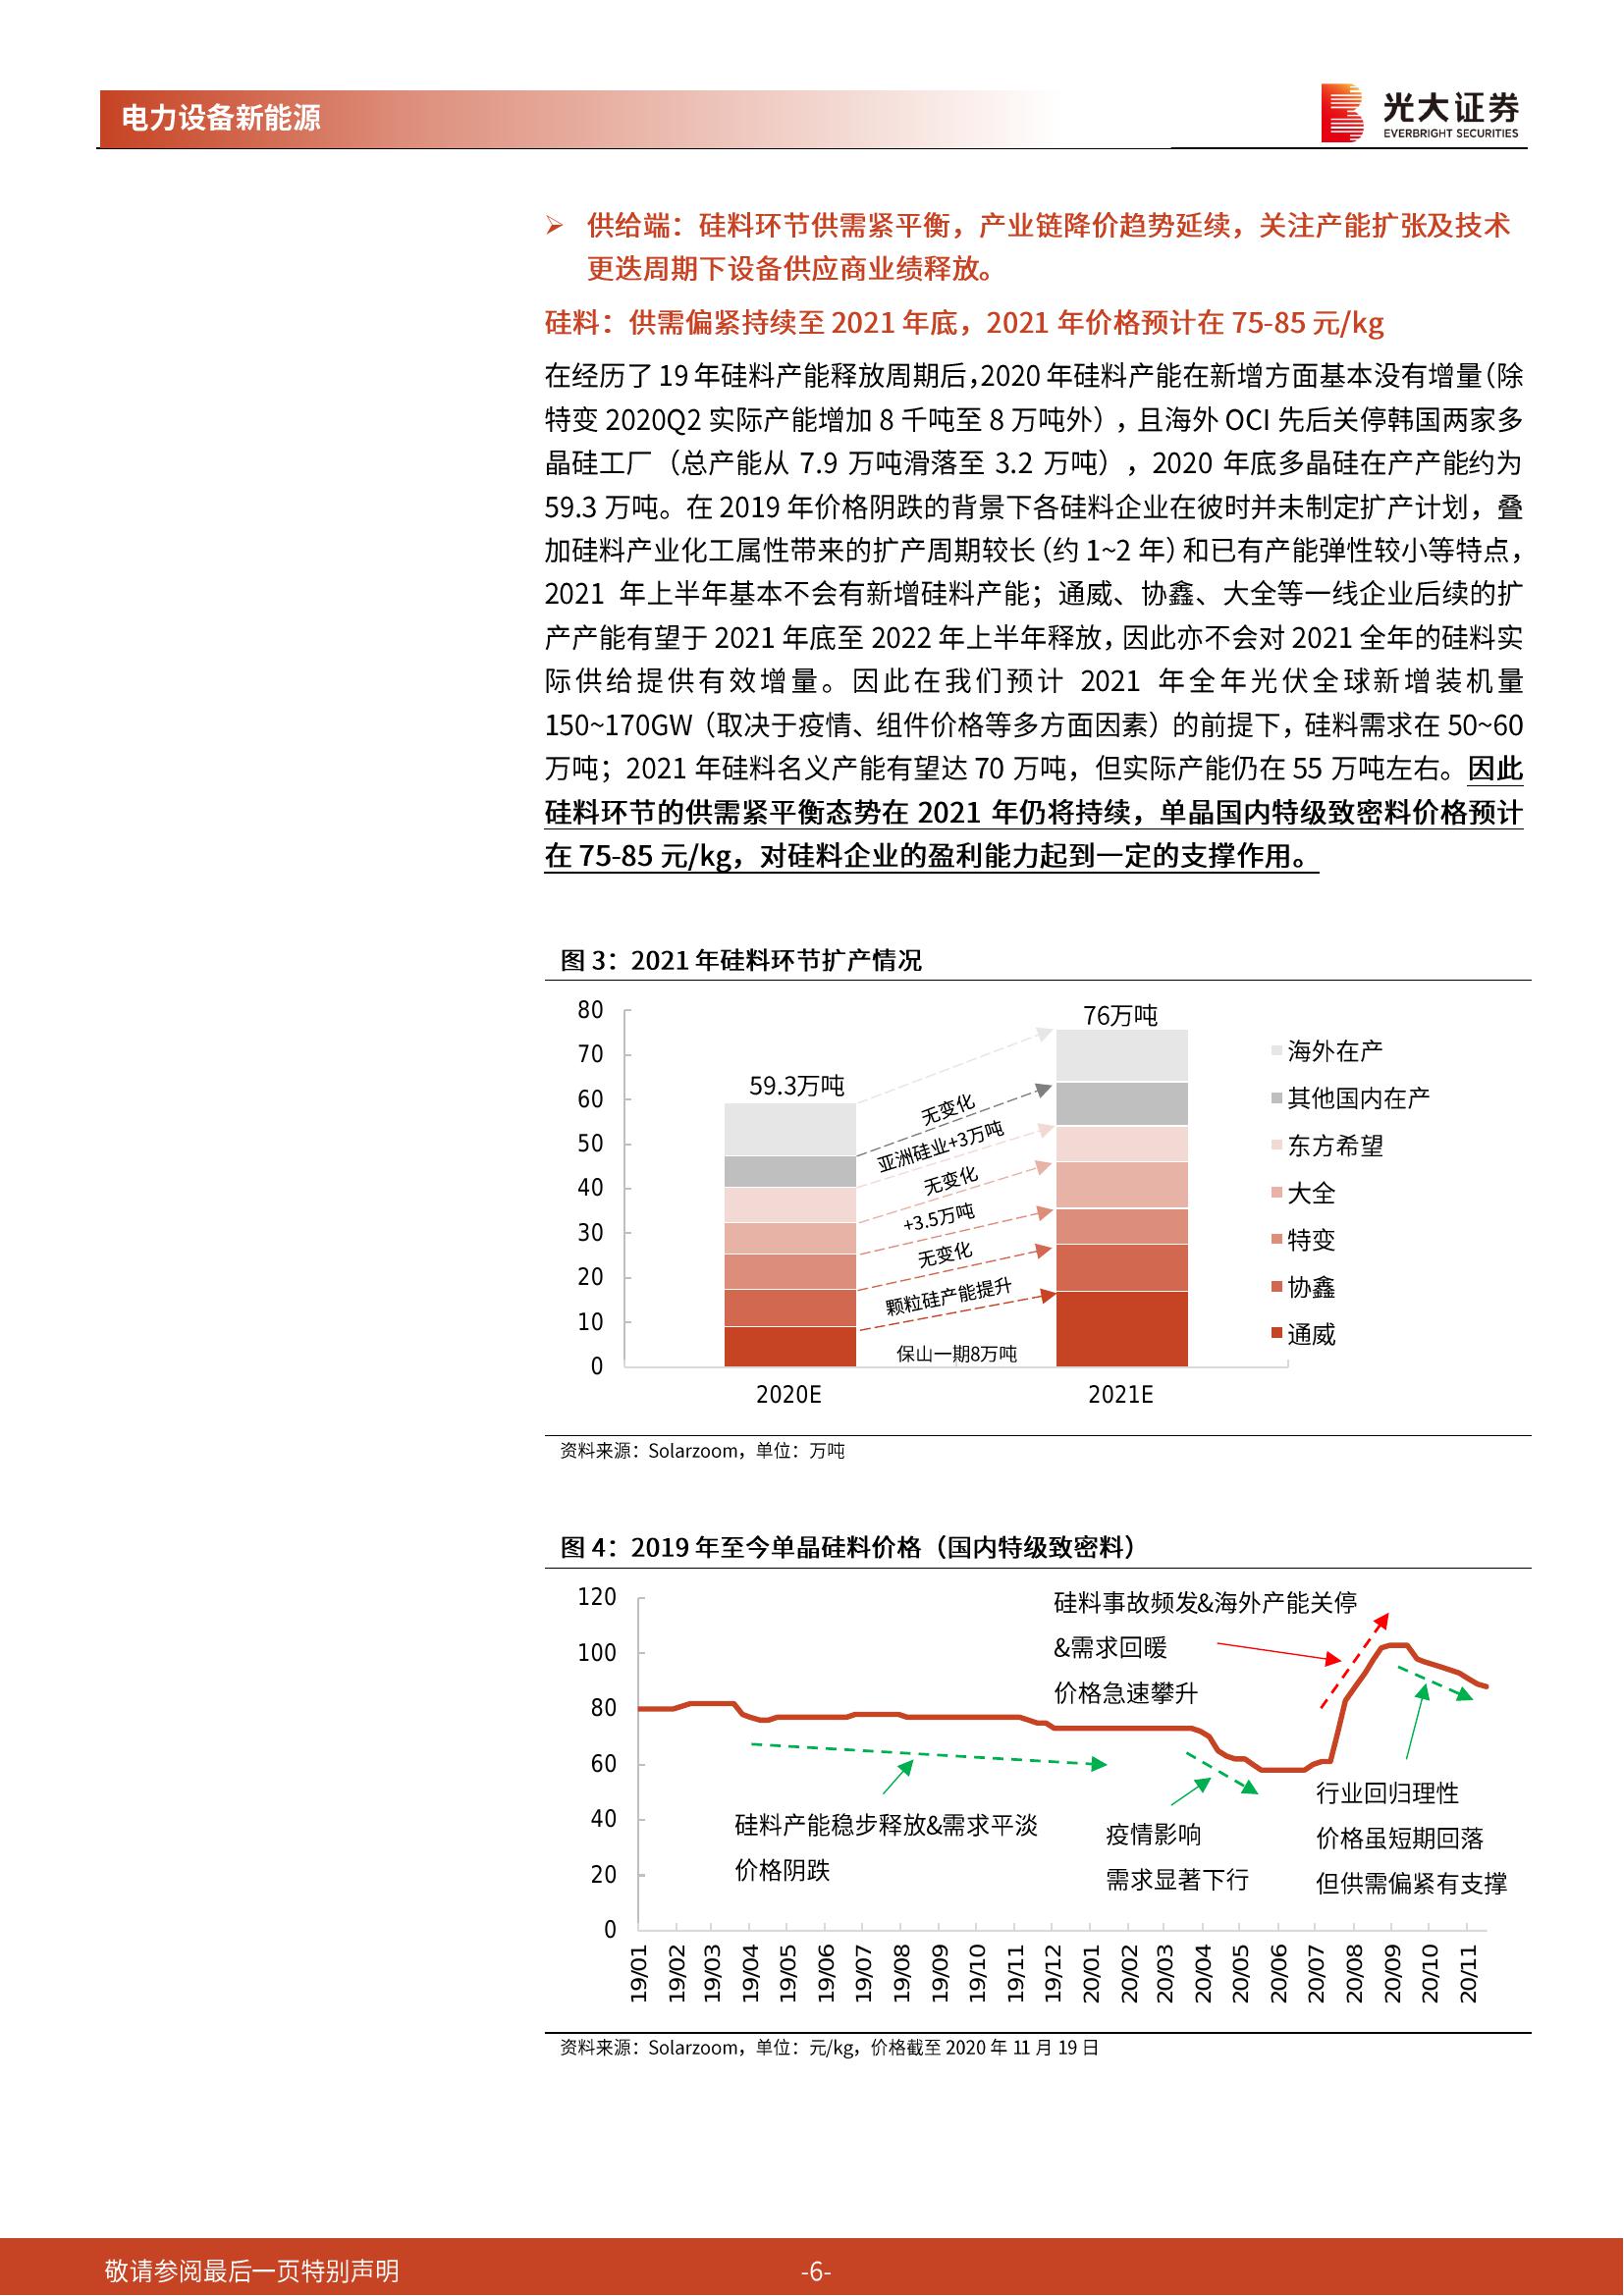 电力设备新能源
光大证券
EVERBRIGHT SECURITIES
➢ 供给端：硅料环节供需紧平衡，产业链降价趋势延续，关注产能扩张及技术
更迭周期下设备供应商业绩释放。
硅料：供需偏紧持续至 2021 年底，2021 年价格预计在 75-85 元/kg
在经历了 19 年硅料产能释放周期后，2020 年硅料产能在新增方面基本没有增量（除
特变 2020Q2 实际产能增加 8 千吨至 8 万吨外），且海外 OCI 先后关停韩国两家多
晶硅工厂（总产能从 7.9 万吨滑落至 3.2 万吨），2020 年底多晶硅在产产能约为
59.3 万吨。在 2019 年价格阴跌的背景下各硅料企业在彼时并未制定扩产计划，叠
加硅料产业化工属性带来的扩产周期较长（约 1~2 年）和已有产能弹性较小等特点，
2021 年上半年基本不会有新增硅料产能；通威、协鑫、大全等一线企业后续的扩
产产能有望于 2021 年底至 2022 年上半年释放，因此亦不会对 2021 全年的硅料实
际供给提供有效增量。因此在我们预计 2021 年全年光伏全球新增装机量
150~170GW（取决于疫情、组件价格等多方面因素）的前提下，硅料需求在 50~60
万吨；2021 年硅料名义产能有望达 70 万吨，但实际产能仍在 55 万吨左右。因此
硅料环节的供需紧平衡态势在 2021 年仍将持续，单晶国内特级致密料价格预计
在 75-85 元/kg，对硅料企业的盈利能力起到一定的支撑作用。
图 3：2021 年硅料环节扩产情况
80
70
60
50
40
30
20
10
0
59.3万吨
76万吨
无变化
亚洲硅业+3万吨
无变化
+3.5万吨
无变化
颗粒硅产能提升
保山一期8万吨
2020E
2021E
海外在产
其他国内在产
东方希望
大全
特变
协鑫
通威
资料来源：Solarzoom，单位：万吨
图 4：2019 年至今单晶硅料价格（国内特级致密料）
120
100
80
60
40
20
0
硅料事故频发&海外产能关停
&需求回暖
价格急速攀升
硅料产能稳步释放&需求平淡
价格阴跌
疫情影响
需求显著下行
行业回归理性
价格虽短期回落
但供需偏紧有支撑
19/01
19/02
19/03
19/04
19/05
19/06
19/07
19/08
19/09
19/10
19/11
19/12
20/01
20/02
20/03
20/04
20/05
20/06
20/07
20/08
20/09
20/10
20/11
资料来源：Solarzoom，单位：元/kg，价格截至 2020 年 11 月 19 日
敬请参阅最后一页特别声明
-6-